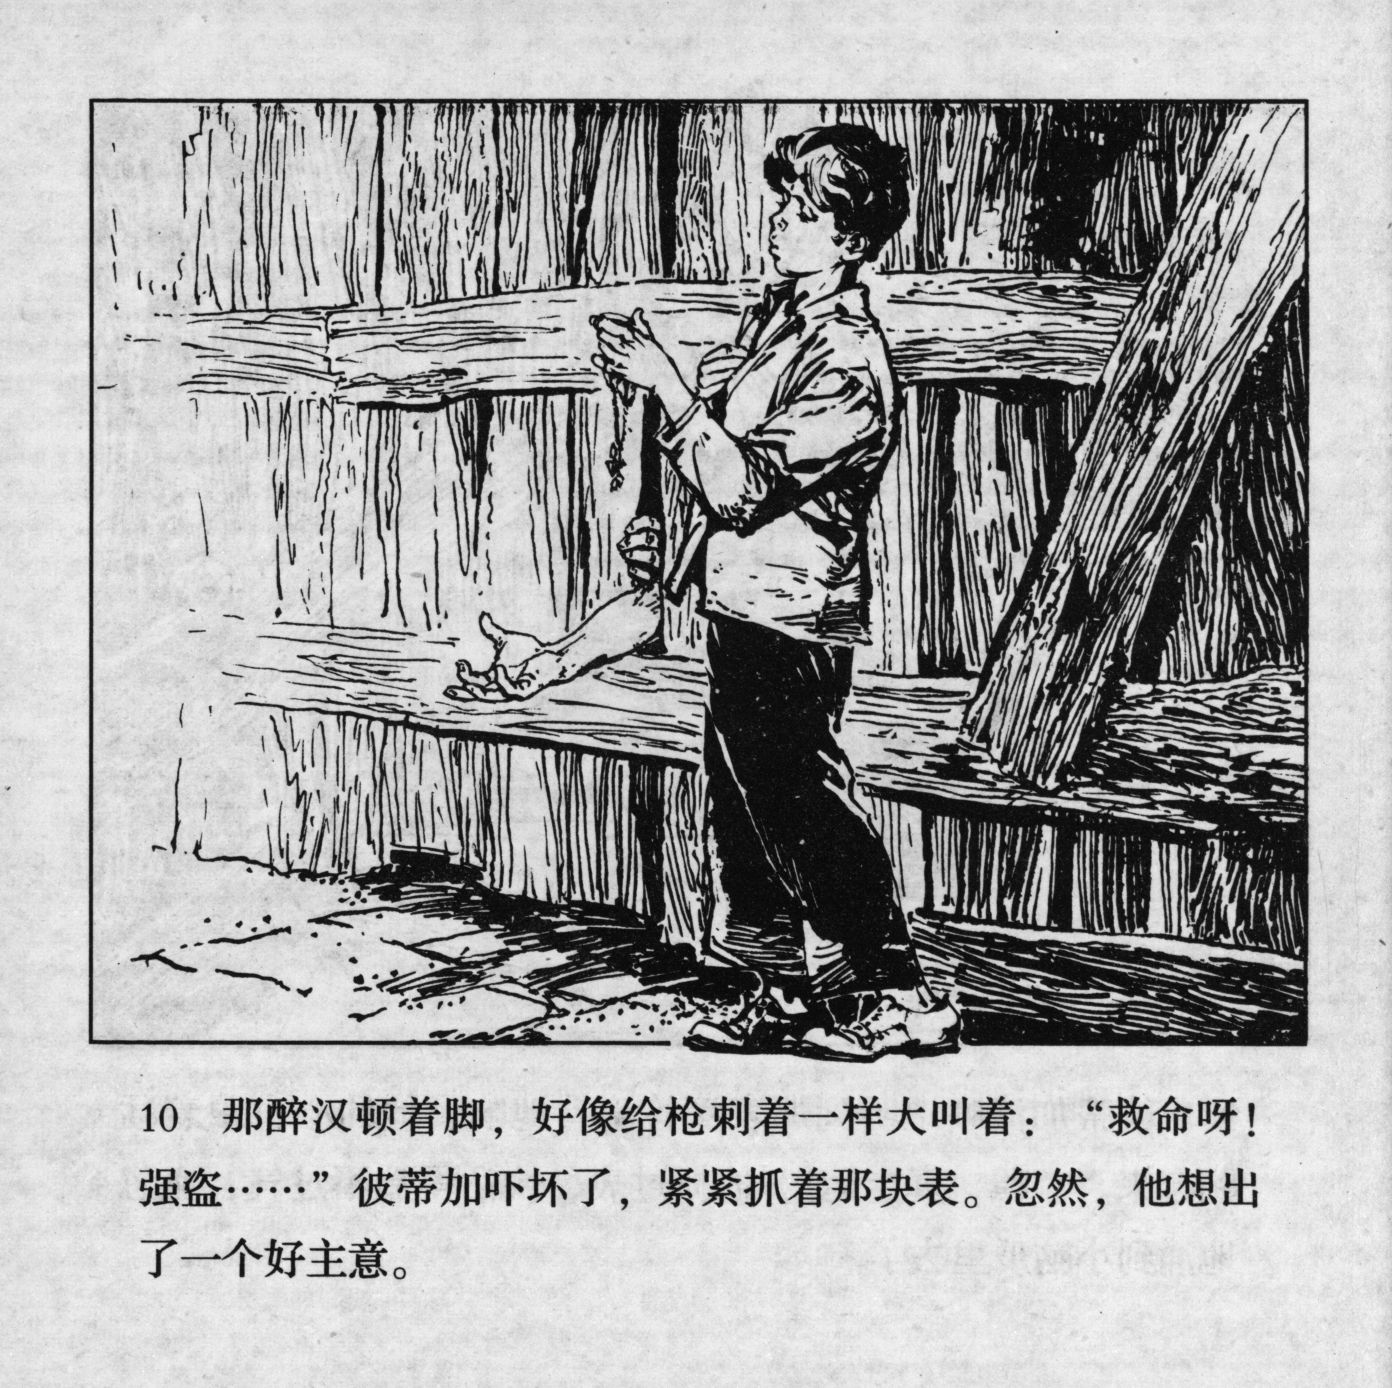 10 那醉汉顿着脚，好像给枪刺着一样大叫着：“救命呀！
强盗……”彼蒂加吓坏了，紧紧抓着那块表。忽然，他想出
了一个好主意。